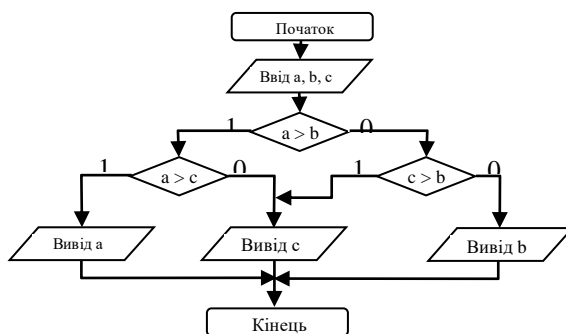 Початок
Ввід a, b, c
1 a > b 0
1 a > c 0 1 c > b 0
Вивід a Вивід c Вивід b
Кінець